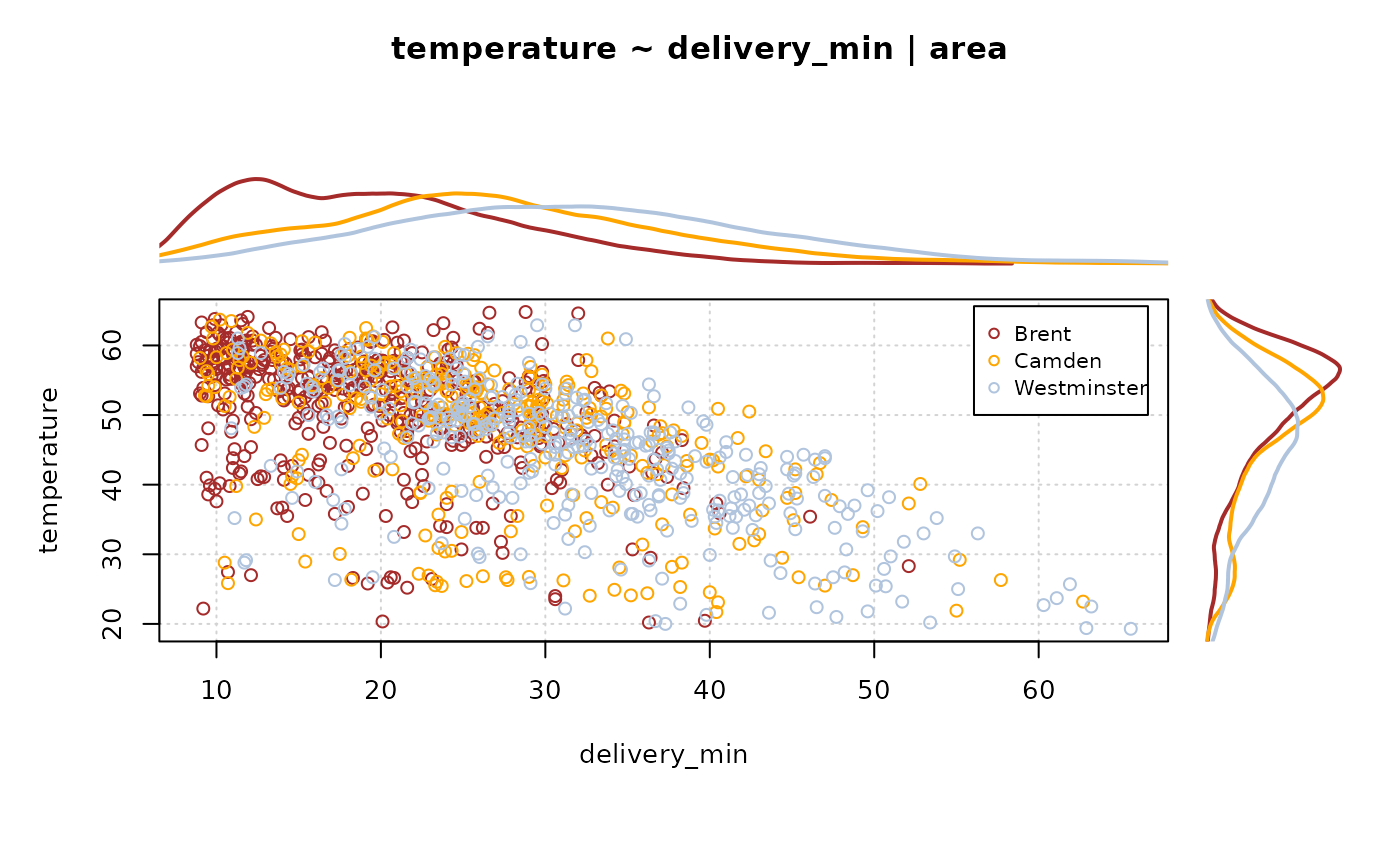 temperature ~ delivery_min | area
Brent
Camden
Westminster
temperature
60
50
40
30
20
10 20 30 40 50 60
delivery_min